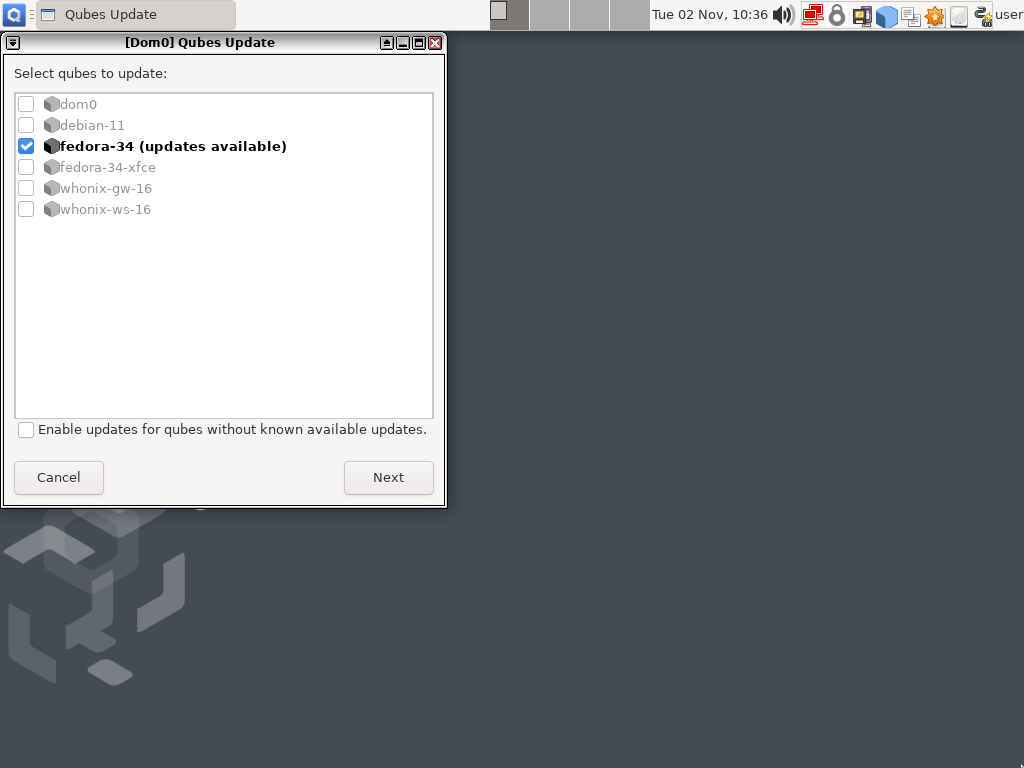 Qubes Update
Tue 02 Nov, 10:36
user
[Dom0] Qubes Update
Select qubes to update:
dom0
debian-11
fedora-34 (updates available)
fedora-34-xfce
whonix-gw-16
whonix-ws-16
Enable updates for qubes without known available updates.
Cancel
Next